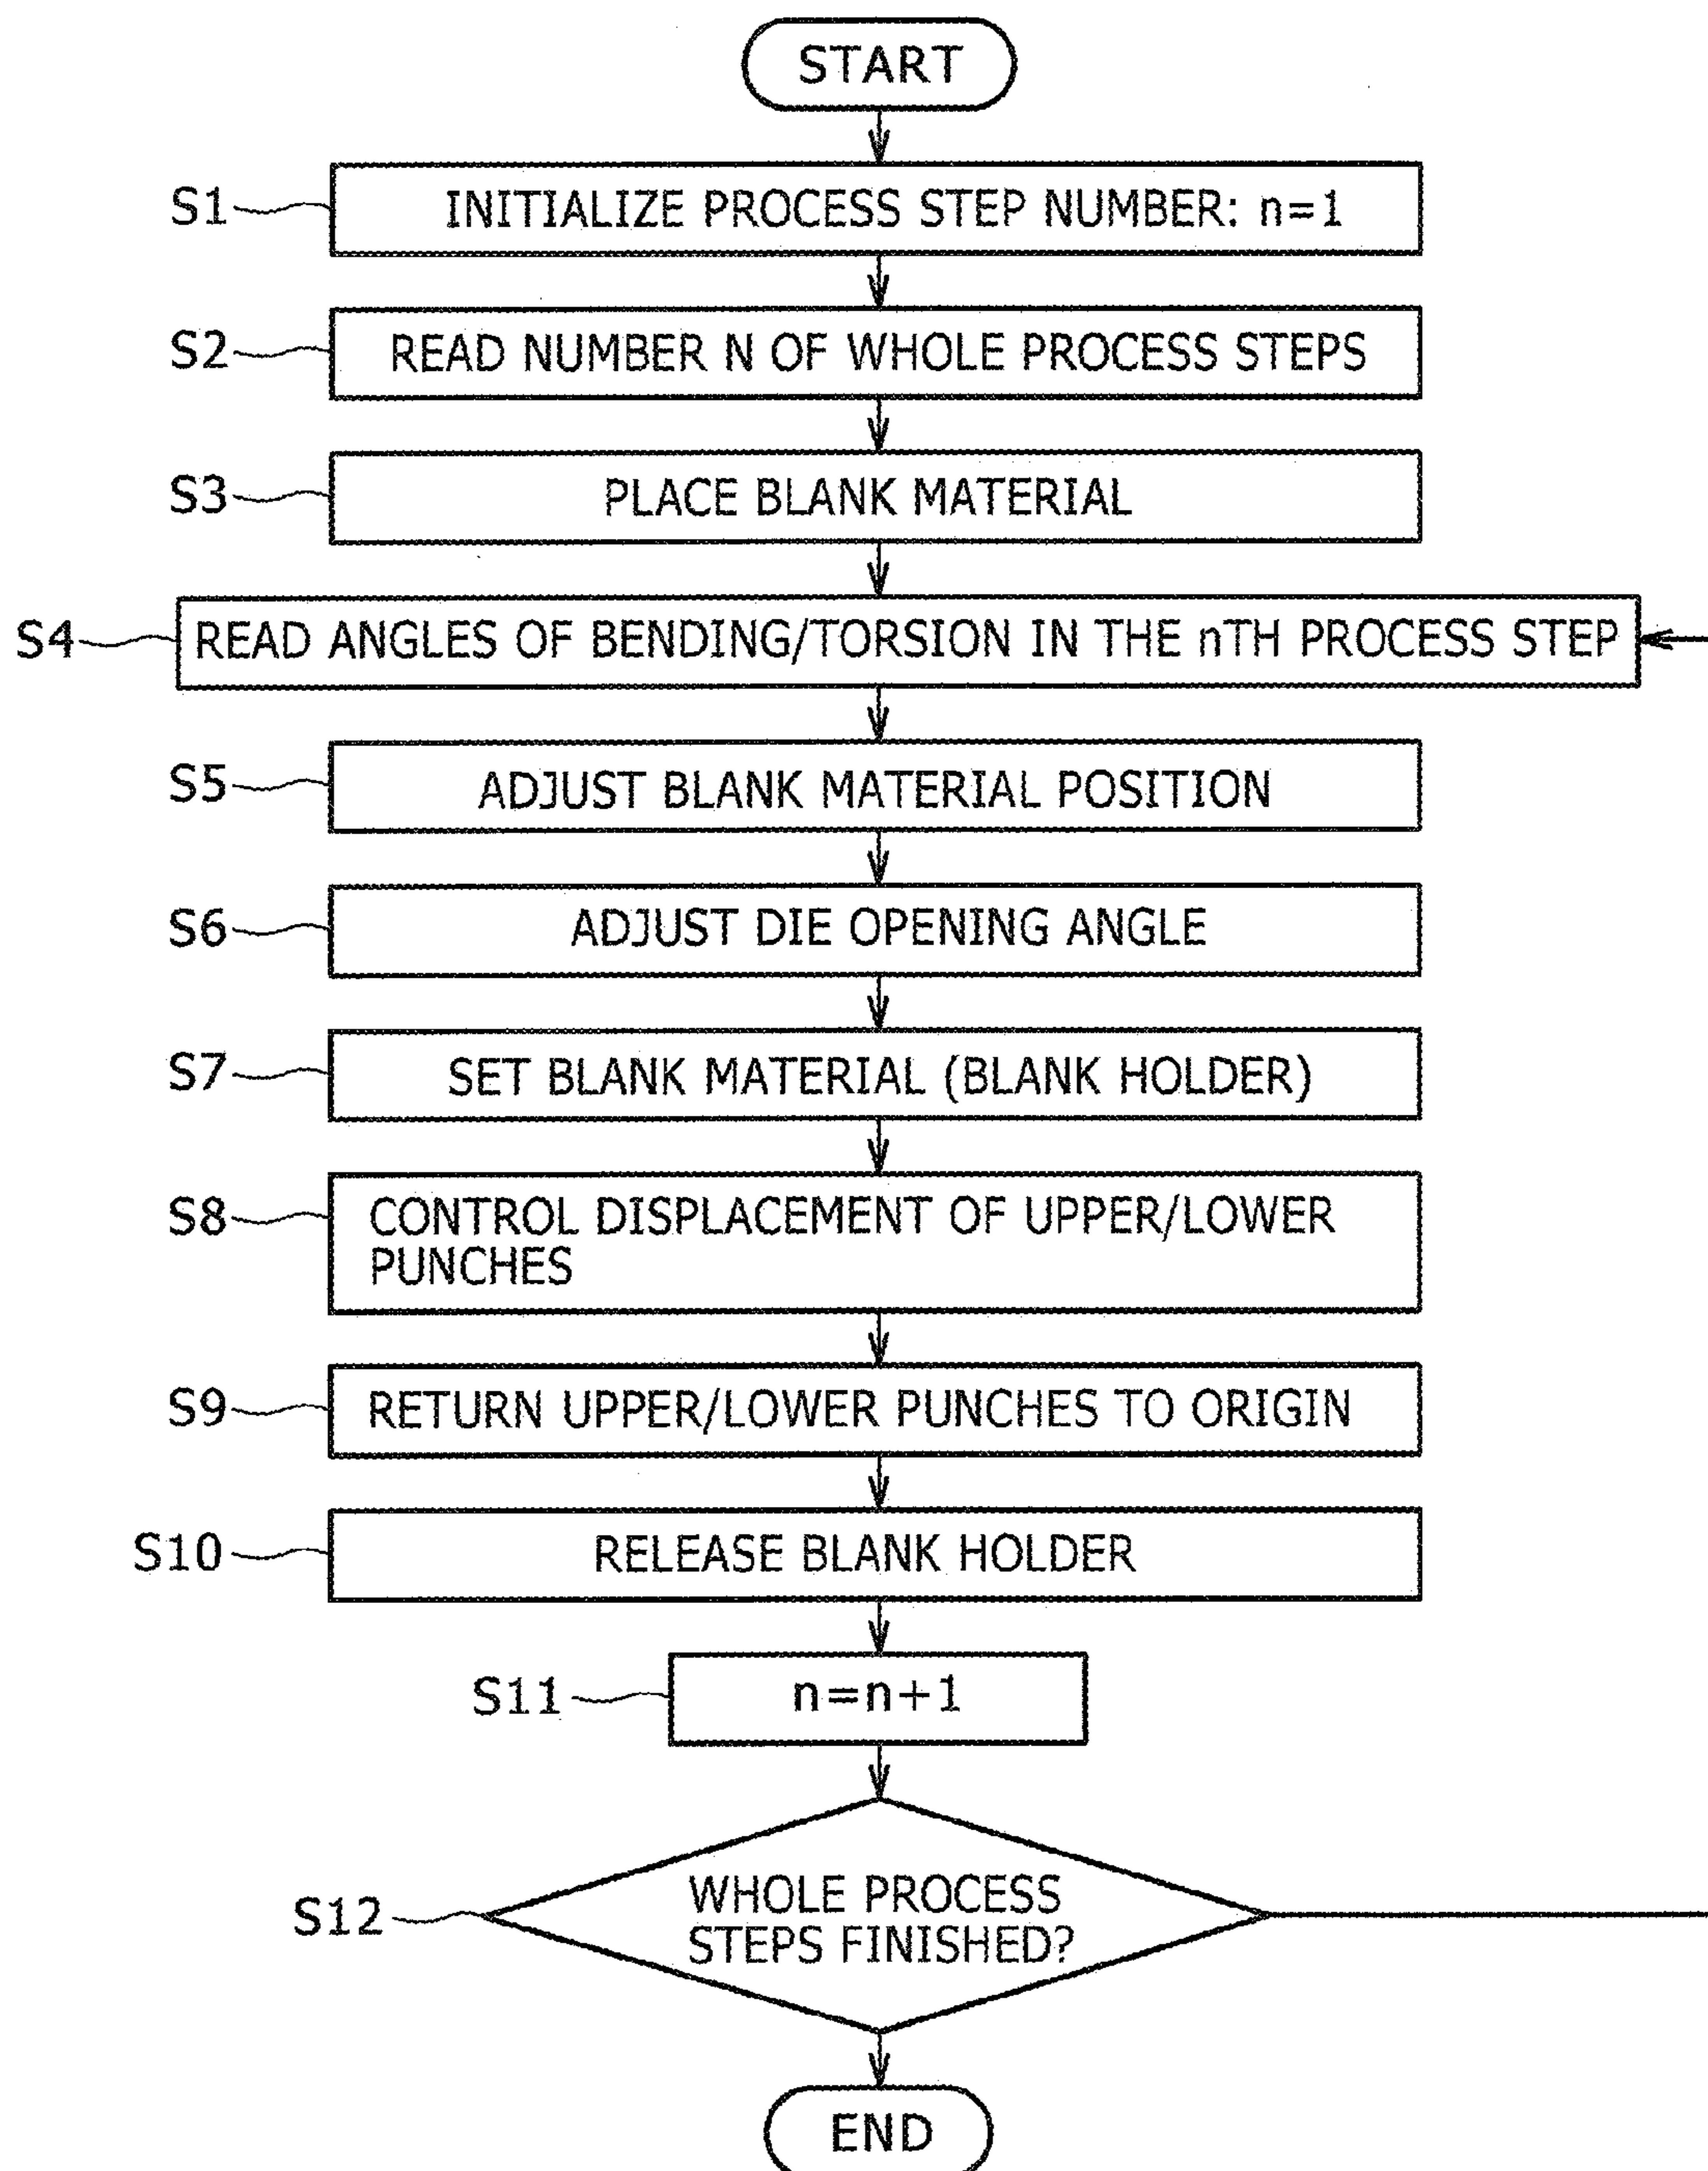 START
S1 INITIALIZE PROCESS STEP NUMBER: n=1
S2 READ NUMBER N OF WHOLE PROCESS STEPS
S3 PLACE BLANK MATERIAL
S4 READ ANGLES OF BENDING/TORSION IN THE nTH PROCESS STEP
S5 ADJUST BLANK MATERIAL POSITION
S6 ADJUST DIE OPENING ANGLE
S7 SET BLANK MATERIAL (BLANK HOLDER)
S8 CONTROL DISPLACEMENT OF UPPER/LOWER
PUNCHES
S9 RETURN UPPER/LOWER PUNCHES TO ORIGIN
S10 RELEASE BLANK HOLDER
S11 n=n+1
S12 WHOLE PROCESS
STEPS FINISHED?
END